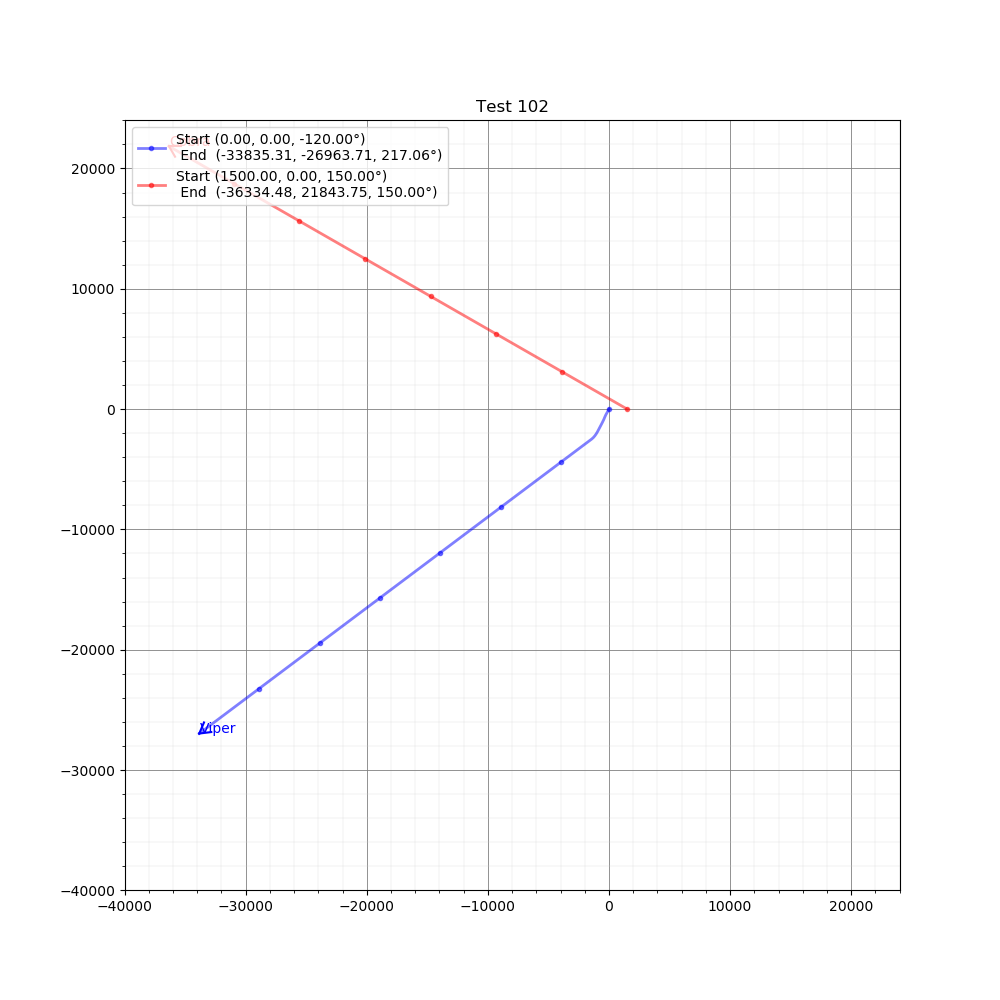 Test 102
Start (0.00, 0.00, -120.00°)
End (-33835.31, -26963.71, 217.06°)
Start (1500.00, 0.00, 150.00°)
End (-36334.48, 21843.75, 150.00°)
20000
10000
0
−10000
−20000
−30000
−40000
Viper
−40000
−30000
−20000
−10000
0
10000
20000